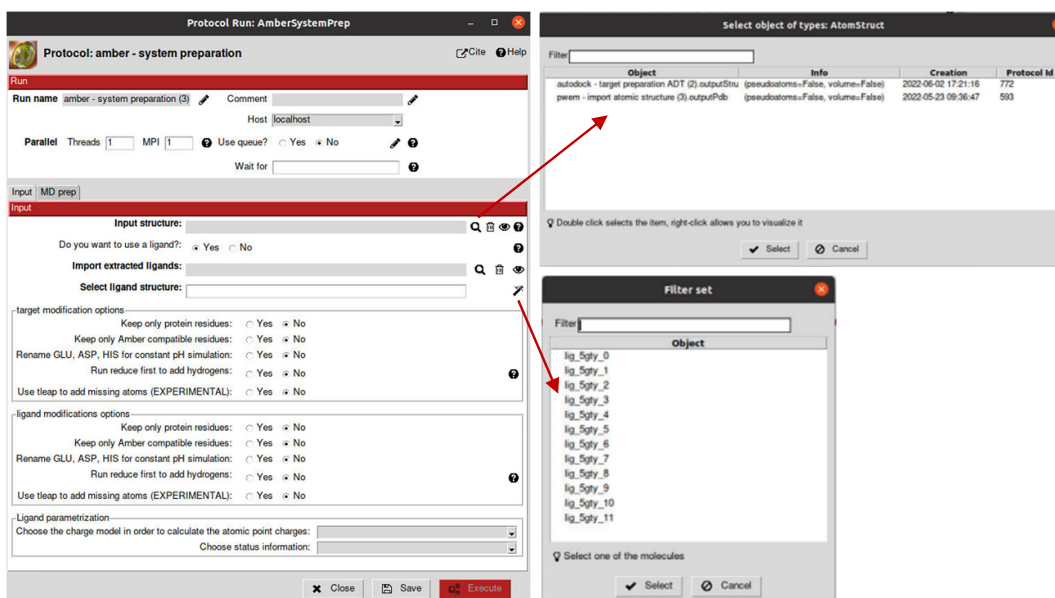 Protocol Run: AmberSystemPrep
Protocol: amber - system preparation
Cite Help
Run
Run name amber - system preparation (3) Comment
Host localhost
Parallel Threads 1 MPI 1 Use queue? Yes No
Wait for
Input MD prep
Input
Input structure:
Do you want to use a ligand?: Yes No
Import extracted ligands:
Select ligand structure:
target modification options
Keep only protein residues: Yes No
Keep only Amber compatible residues: Yes No
Rename GLU, ASP, HIS for constant pH simulation: Yes No
Run reduce first to add hydrogens: Yes No
Use tleap to add missing atoms (EXPERIMENTAL): Yes No
ligand modifications options
Keep only protein residues: Yes No
Keep only Amber compatible residues: Yes No
Rename GLU, ASP, HIS for constant pH simulation: Yes No
Run reduce first to add hydrogens: Yes No
Use tleap to add missing atoms (EXPERIMENTAL): Yes No
Ligand parametrization
Choose the charge model in order to calculate the atomic point charges:
Choose status information:
Close Save Execute
Select object of types: AtomStruct
Filter
Object Info Creation Protocol Id
autodock - target preparation ADT (2).outputStru (pseudoatoms=False, volume=False) 2022-06-02 17:21:16 772
pwem - import atomic structure (3).outputPdb (pseudoatoms=False, volume=False) 2022-05-23 09:36:47 593
Double click selects the item, right-click allows you to visualize it
Select Cancel
Filter set
Filter
Object
lig_5gty_0
lig_5gty_1
lig_5gty_2
lig_5gty_3
lig_5gty_4
lig_5gty_5
lig_5gty_6
lig_5gty_7
lig_5gty_8
lig_5gty_9
lig_5gty_10
lig_5gty_11
Select one of the molecules
Select Cancel